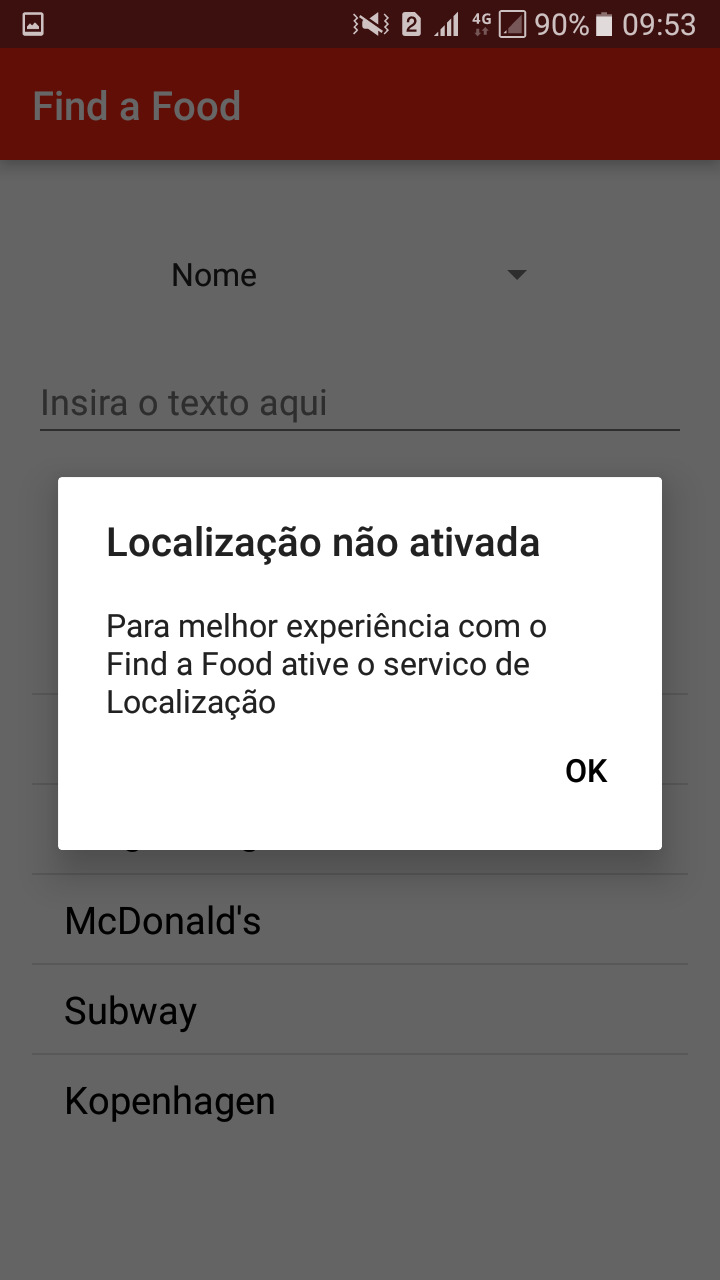 2 4G 90% 09:53
Find a Food
Nome
Insira o texto aqui
Localização não ativada
Para melhor experiência com o
Find a Food ative o servico de
Localização
OK
McDonald's
Subway
Kopenhagen